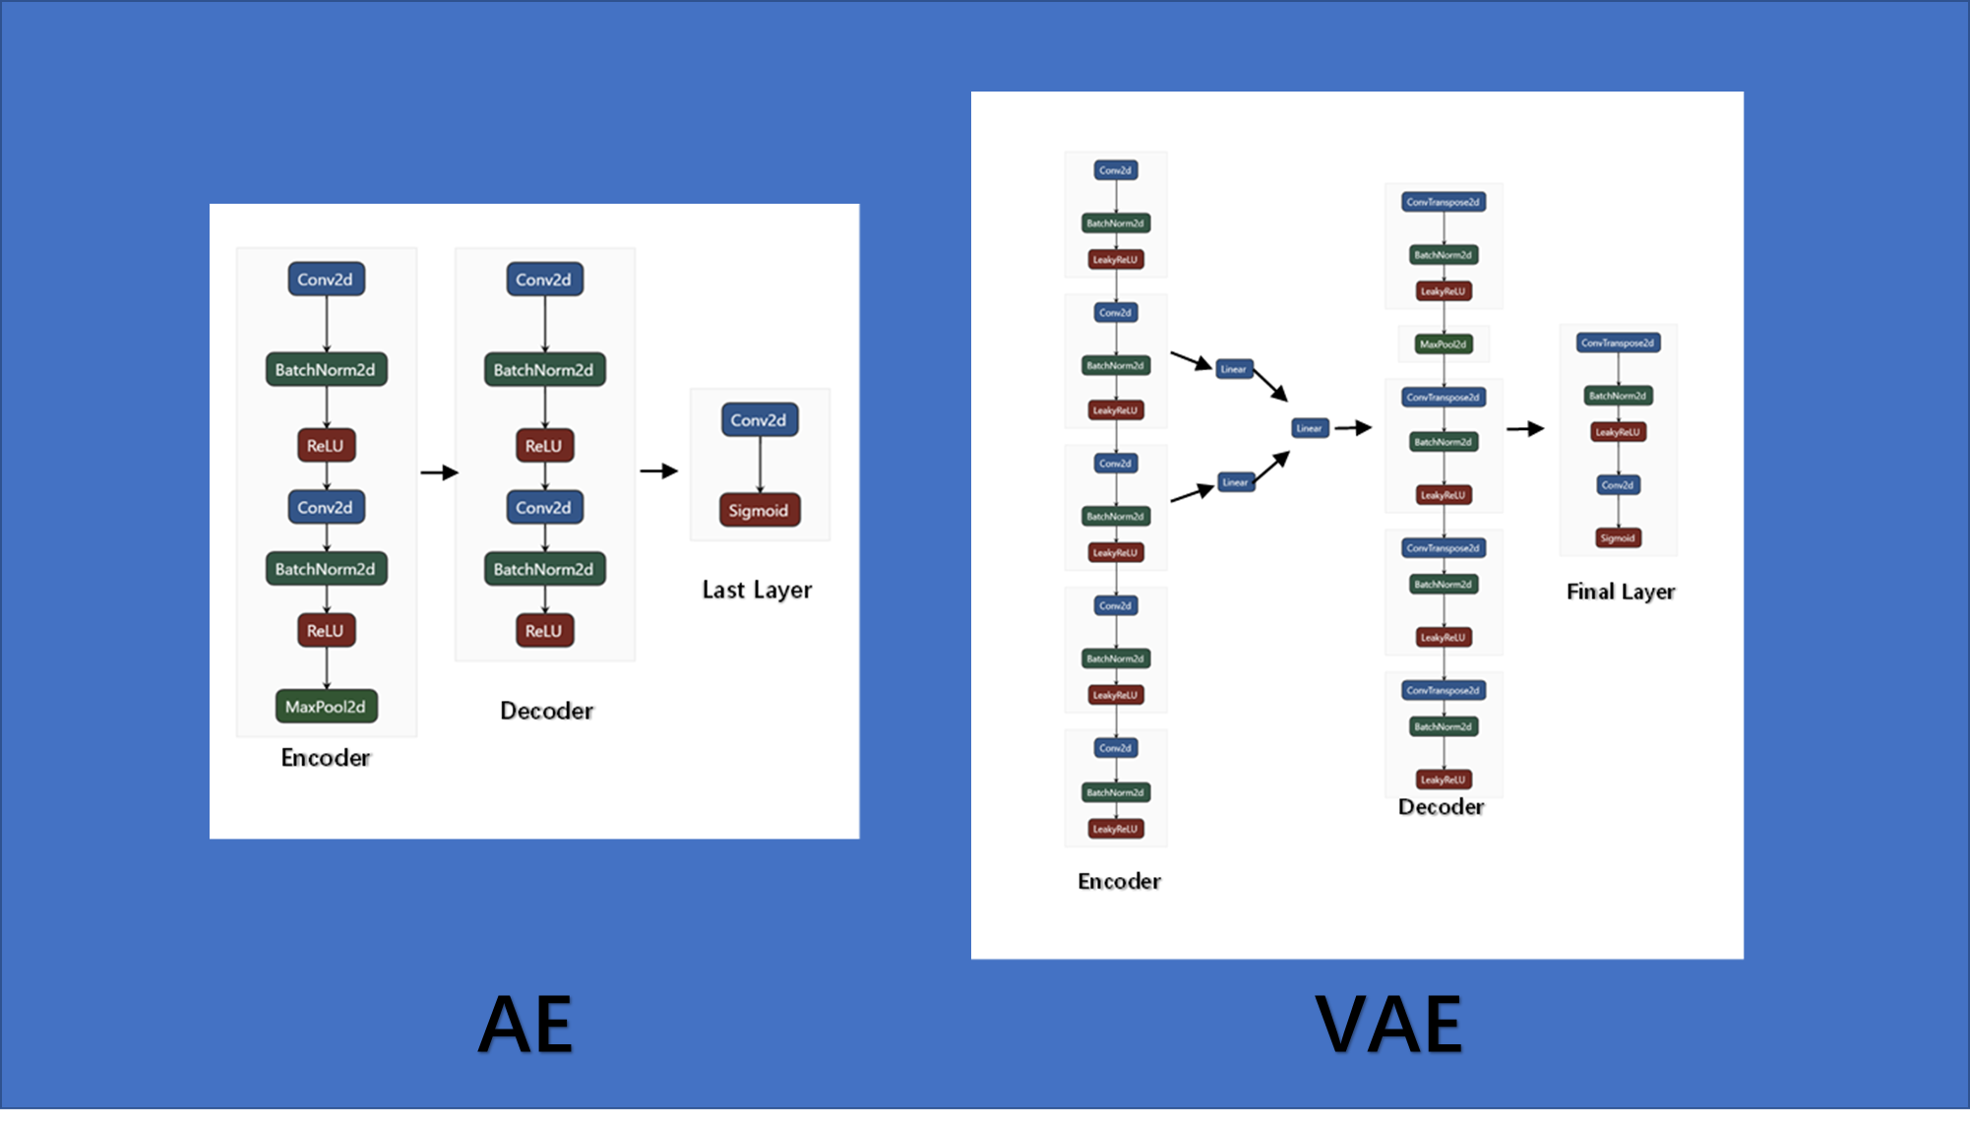 Conv2d
BatchNorm2d
ReLU
Conv2d
BatchNorm2d
ReLU
MaxPool2d
Encoder
Conv2d
BatchNorm2d
ReLU
Conv2d
BatchNorm2d
ReLU
Decoder
Conv2d
Sigmoid
Last Layer
AE
Conv2d
BatchNorm2d
LeakyReLU
Conv2d
BatchNorm2d
LeakyReLU
Conv2d
BatchNorm2d
LeakyReLU
Conv2d
BatchNorm2d
LeakyReLU
Conv2d
BatchNorm2d
LeakyReLU
Encoder
Linear
Linear
Linear
ConvTranspose2d
BatchNorm2d
LeakyReLU
MaxPool2d
ConvTranspose2d
BatchNorm2d
LeakyReLU
ConvTranspose2d
BatchNorm2d
LeakyReLU
ConvTranspose2d
BatchNorm2d
LeakyReLU
Decoder
ConvTranspose2d
BatchNorm2d
LeakyReLU
Conv2d
Sigmoid
Final Layer
VAE